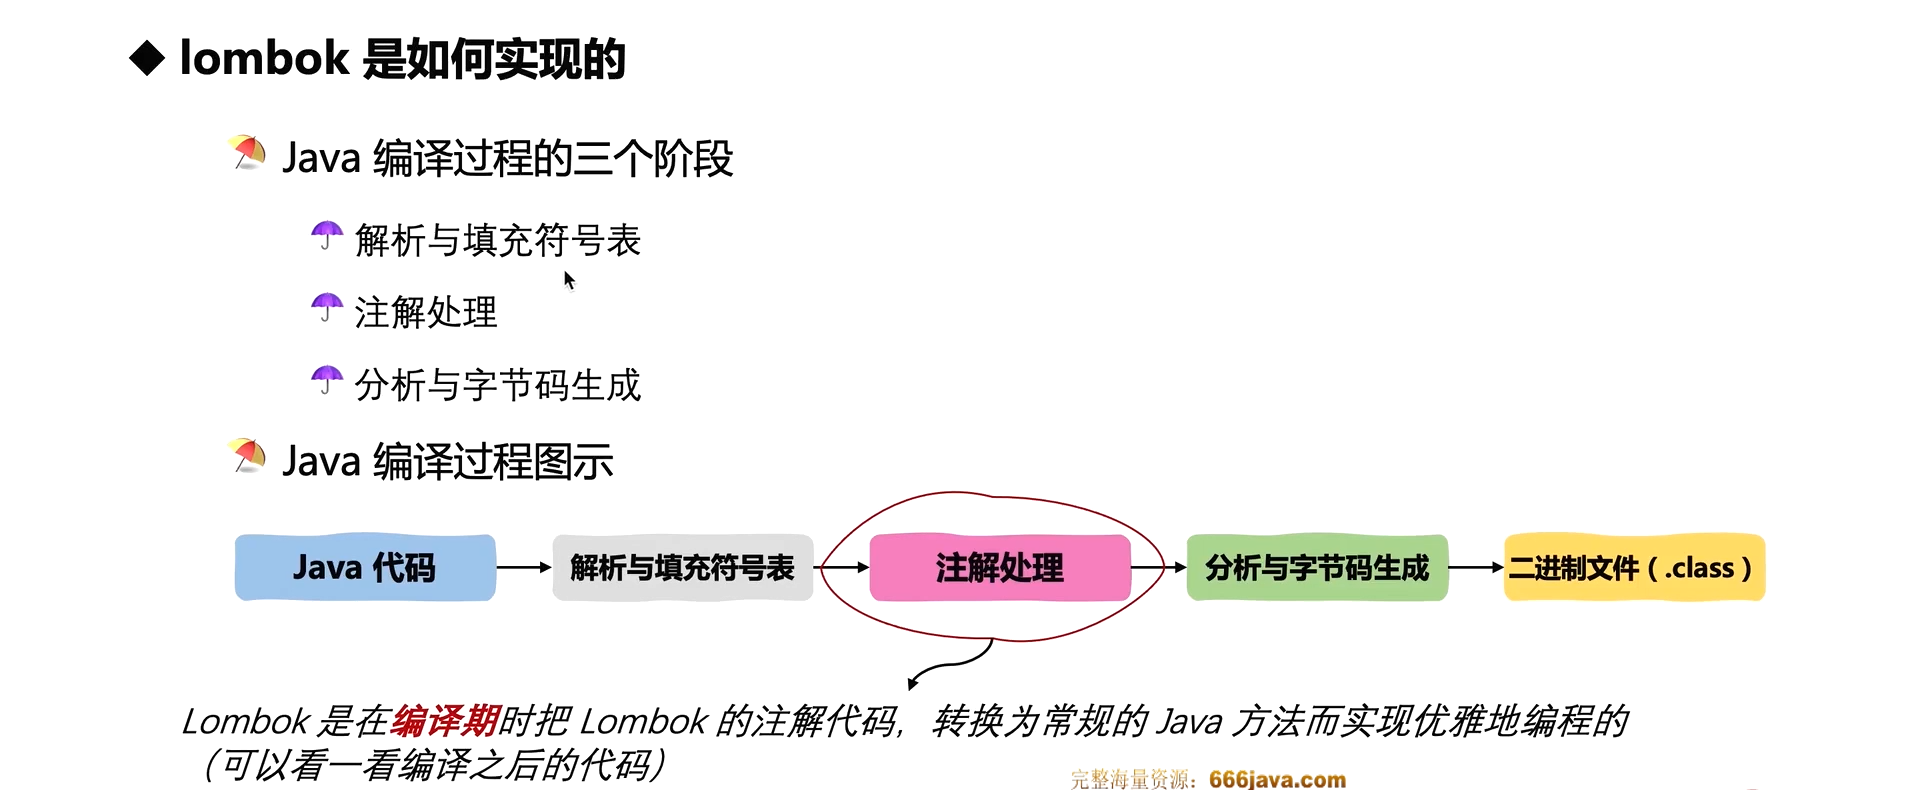 ◆ lombok 是如何实现的
Java 编译过程的三个阶段
解析与填充符号表
注解处理
分析与字节码生成
Java 编译过程图示
Java 代码
解析与填充符号表
注解处理
分析与字节码生成
二进制文件（.class）
Lombok 是在编译期时把 Lombok 的注解代码，转换为常规的 Java 方法而实现优雅地编程的
（可以看一看编译之后的代码）
完整海量资源：666java.com